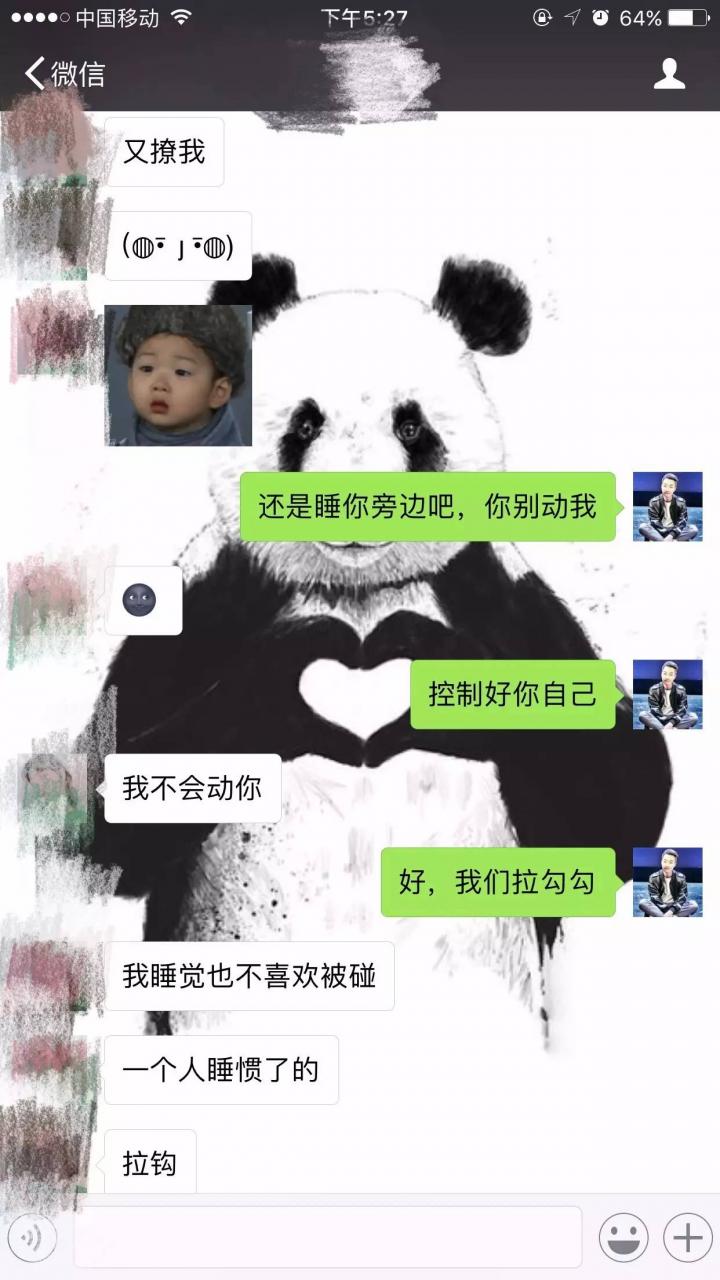 中国移动
下午5:27
64%
微信
又撩我
(◍•̄ ȷ •̄◍)
还是睡你旁边吧，你别动我
🌚
控制好你自己
我不会动你
好，我们拉勾勾
我睡觉也不喜欢被碰
一个人睡惯了的
拉钩